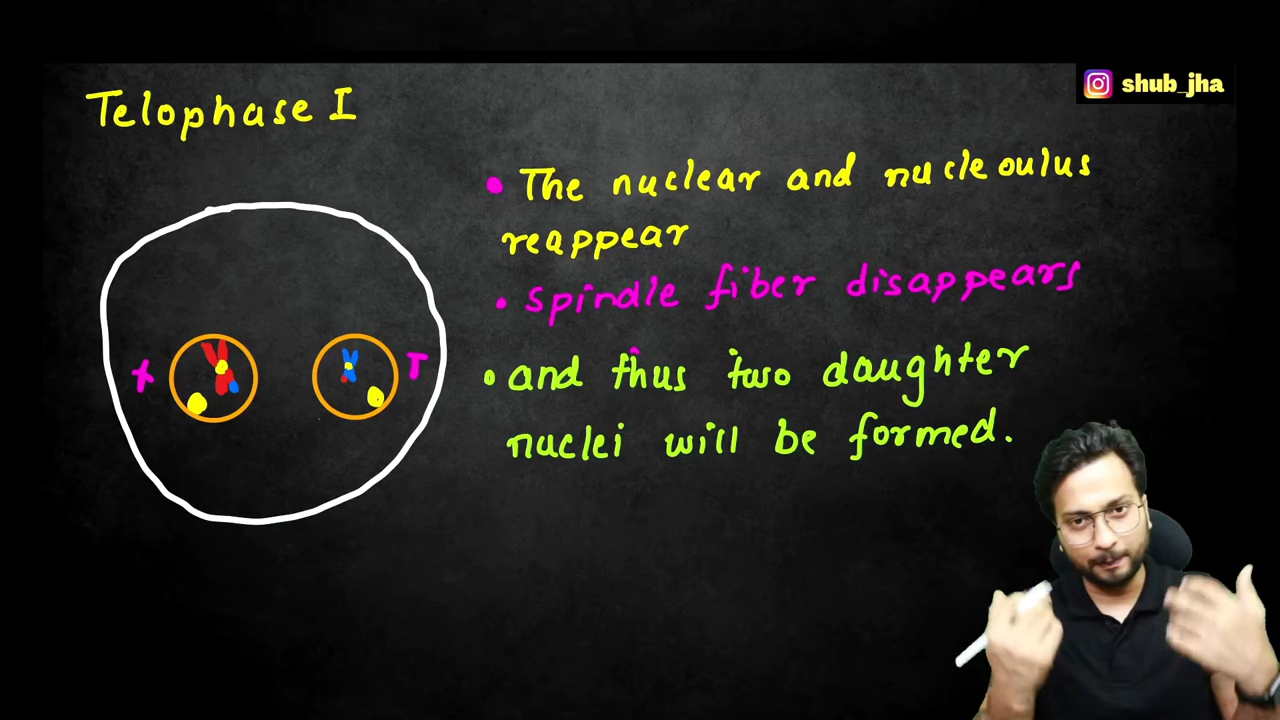 shub_jha
Telophase I
• The nuclear and nucleoulus
reappear
• Spindle fiber disappears
• and thus two daughter
nuclei will be formed.